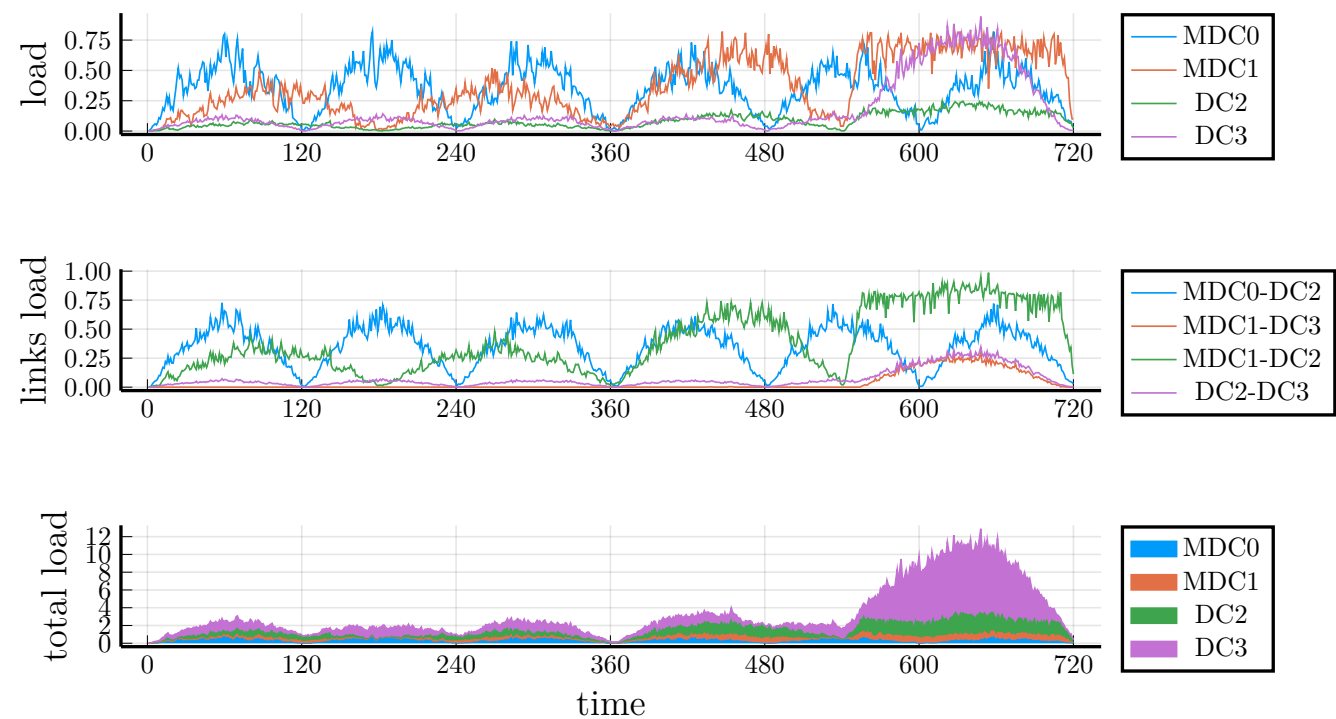 load
0.75
0.50
0.25
0.00
0 120 240 360 480 600 720
MDC0
MDC1
DC2
DC3
links load
1.00
0.75
0.50
0.25
0.00
0 120 240 360 480 600 720
MDC0-DC2
MDC1-DC3
MDC1-DC2
DC2-DC3
total load
12
10
8
6
4
2
0
0 120 240 360 480 600 720
time
MDC0
MDC1
DC2
DC3